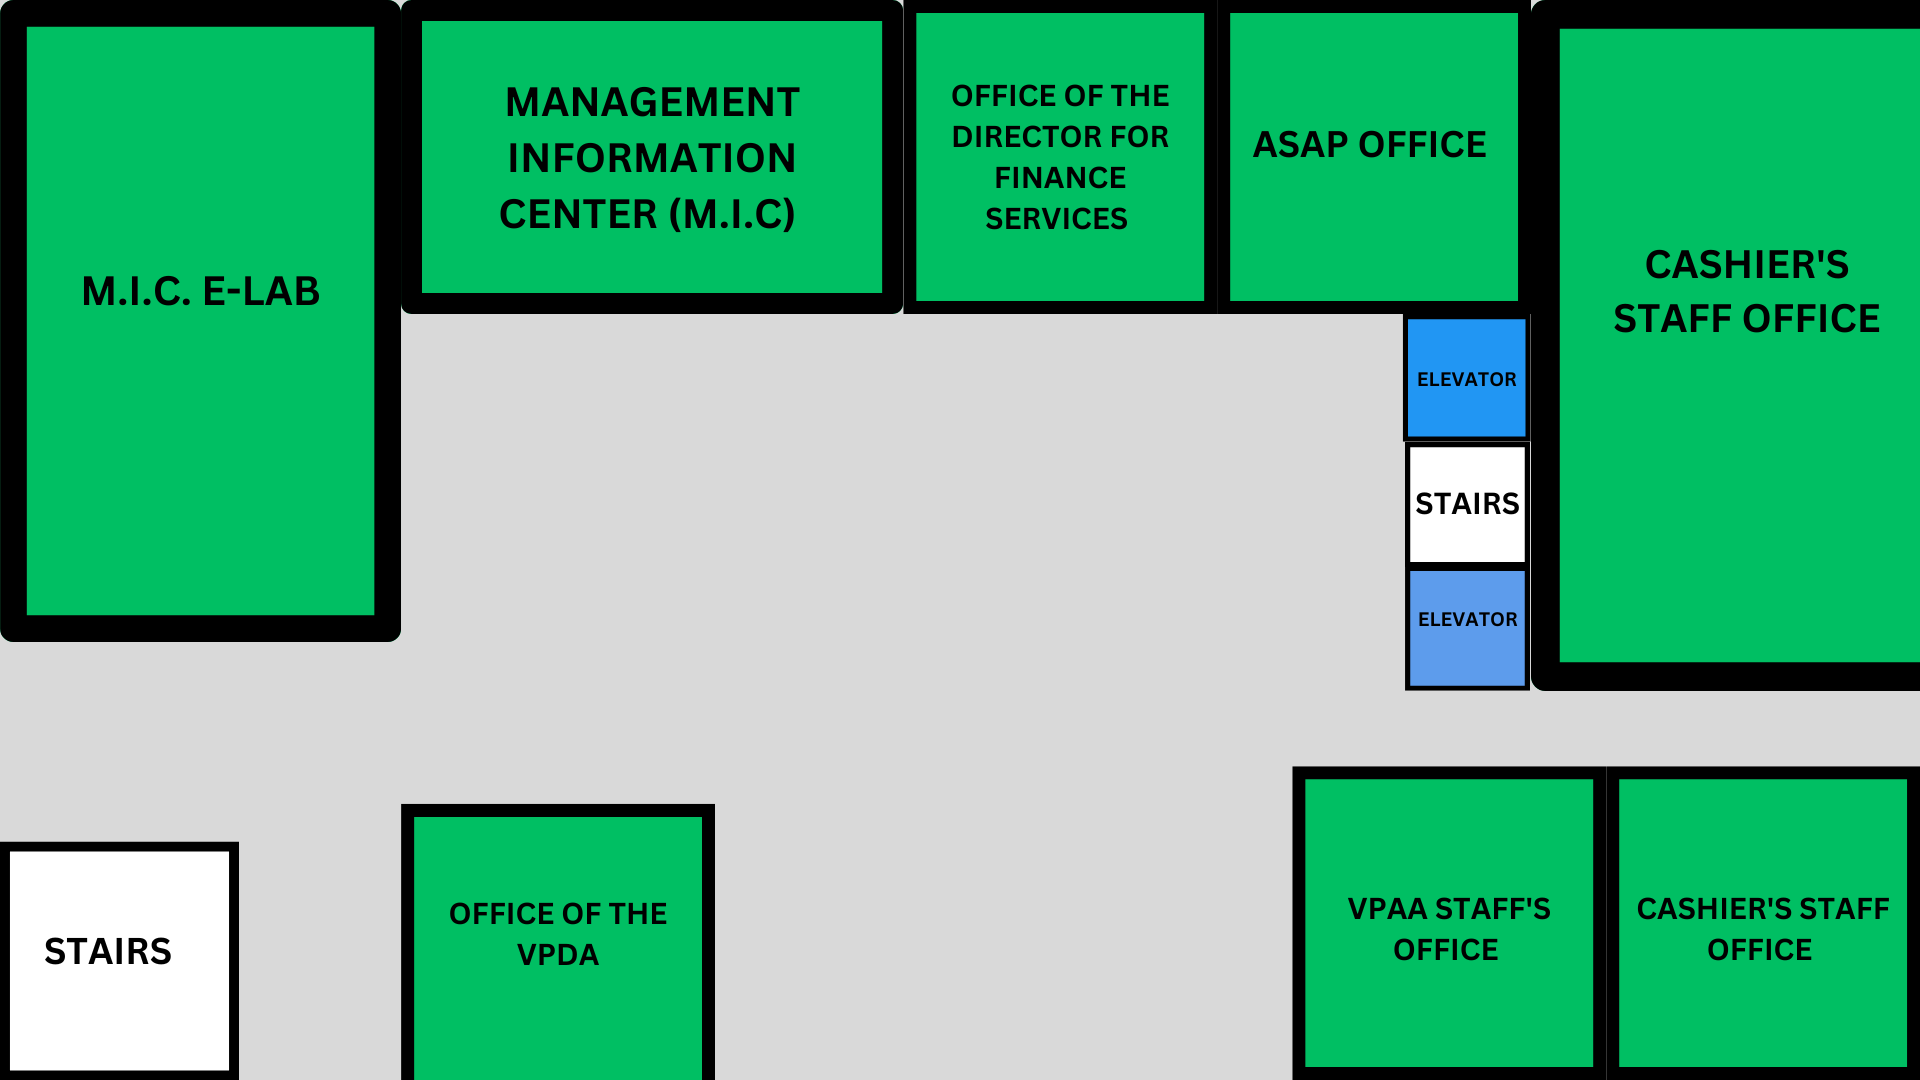 M.I.C. E-LAB
MANAGEMENT
INFORMATION
CENTER (M.I.C)
OFFICE OF THE
DIRECTOR FOR
FINANCE
SERVICES
ASAP OFFICE
CASHIER'S
STAFF OFFICE
ELEVATOR
STAIRS
ELEVATOR
STAIRS
OFFICE OF THE
VPDA
VPAA STAFF'S
OFFICE
CASHIER'S STAFF
OFFICE